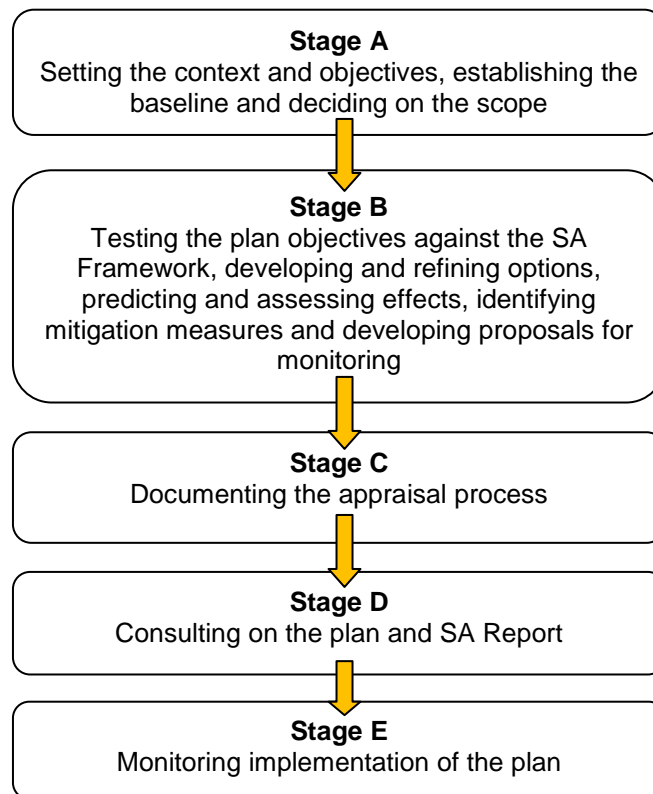 Stage A
Setting the context and objectives, establishing the
baseline and deciding on the scope
Stage B
Testing the plan objectives against the SA
Framework, developing and refining options,
predicting and assessing effects, identifying
mitigation measures and developing proposals for
monitoring
Stage C
Documenting the appraisal process
Stage D
Consulting on the plan and SA Report
Stage E
Monitoring implementation of the plan